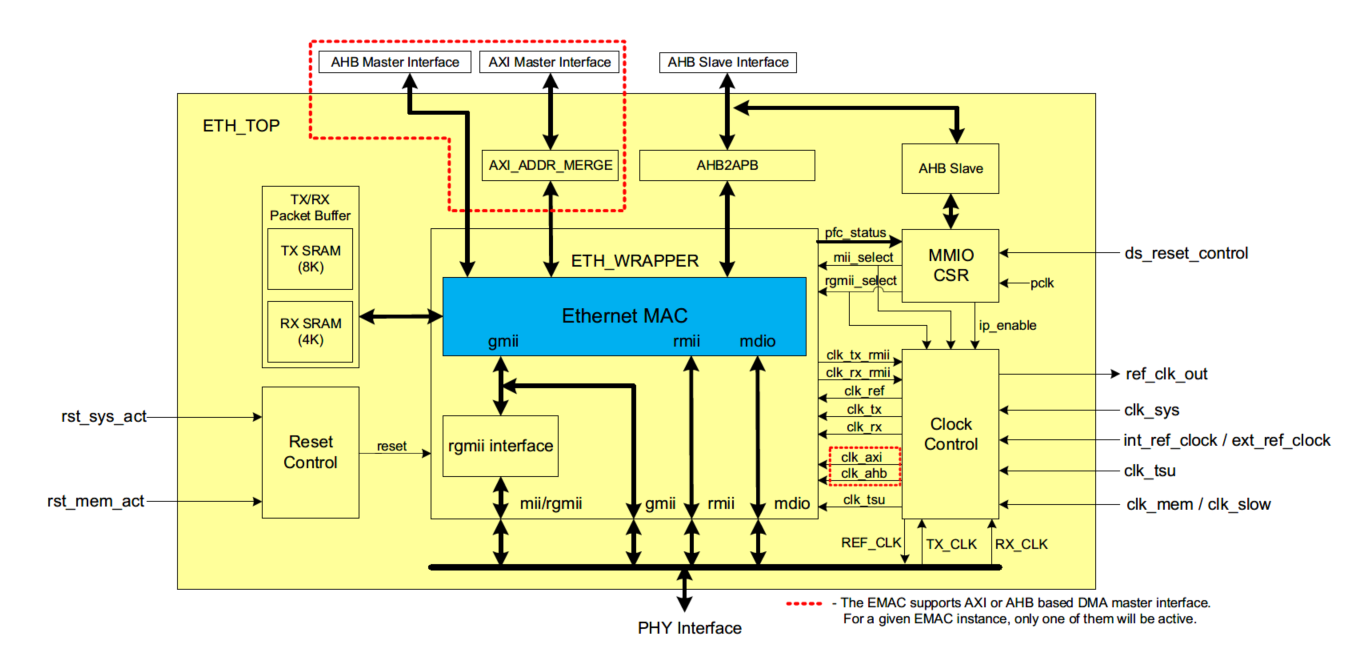 AHB Master Interface
AXI Master Interface
AHB Slave Interface
ETH_TOP
AXI_ADDR_MERGE
AHB2APB
AHB Slave
TX/RX
Packet Buffer
TX SRAM
(8K)
RX SRAM
(4K)
ETH_WRAPPER
Ethernet MAC
gmii
rmii
mdio
pfc_status
mii_select
rgmii_select
MMIO
CSR
ds_reset_control
pclk
ip_enable
clk_tx_rmii
clk_rx_rmii
clk_ref
clk_tx
clk_rx
clk_axi
clk_ahb
clk_tsu
Clock
Control
ref_clk_out
clk_sys
int_ref_clock / ext_ref_clock
clk_tsu
clk_mem / clk_slow
rst_sys_act
rst_mem_act
Reset
Control
reset
rgmii interface
mii/rgmii
gmii
rmii
mdio
REF_CLK
TX_CLK
RX_CLK
PHY Interface
- The EMAC supports AXI or AHB based DMA master interface.
For a given EMAC instance, only one of them will be active.